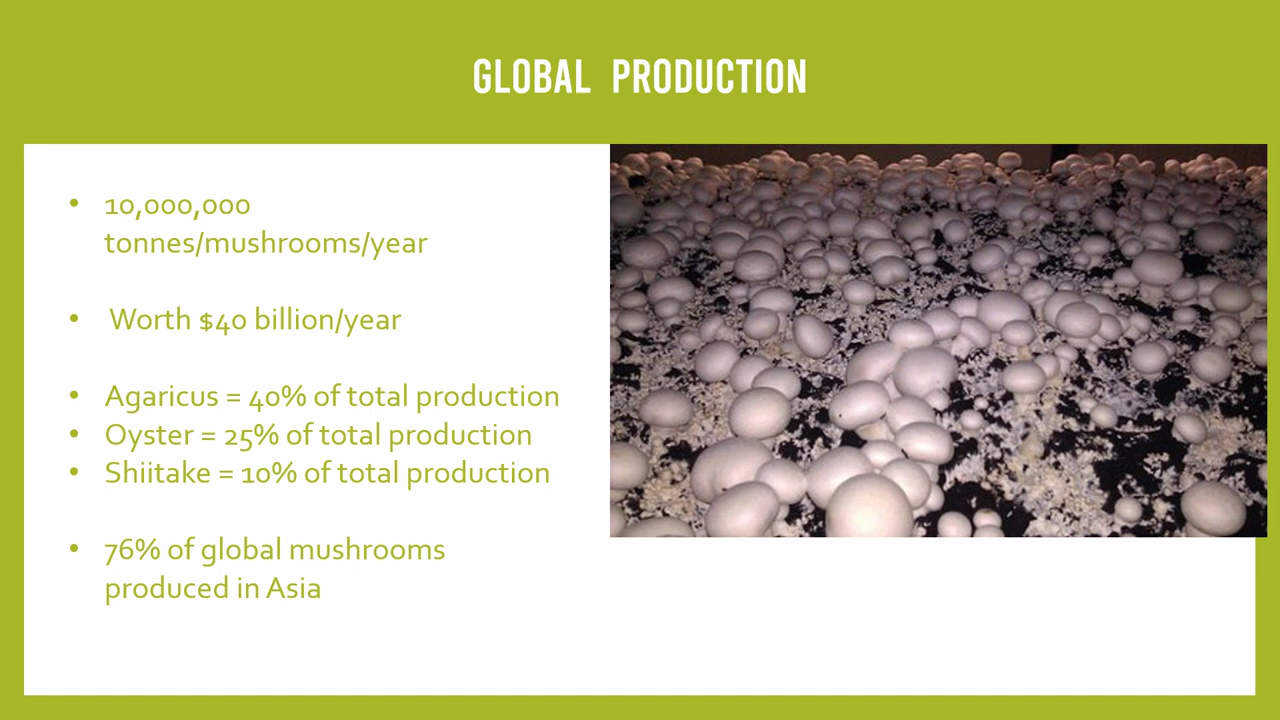 GLOBAL PRODUCTION
• 10,000,000
tonnes/mushrooms/year
• Worth $40 billion/year
• Agaricus = 40% of total production
• Oyster = 25% of total production
• Shiitake = 10% of total production
• 76% of global mushrooms
produced in Asia